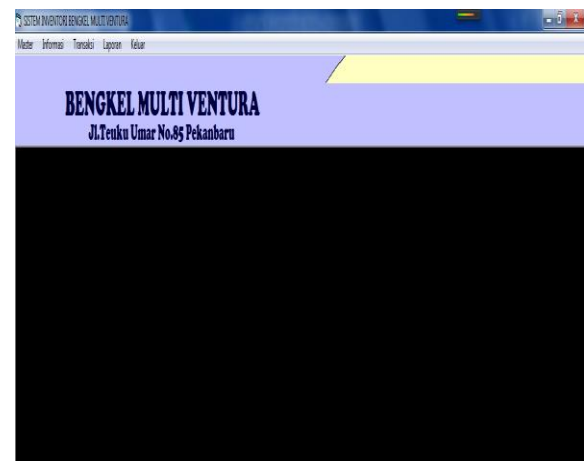 SISTEM INVENTORI BENGKEL MULTI VENTURA
Master Informasi Transaksi Laporan Keluar
BENGKEL MULTI VENTURA
Jl.Teuku Umar No.85 Pekanbaru